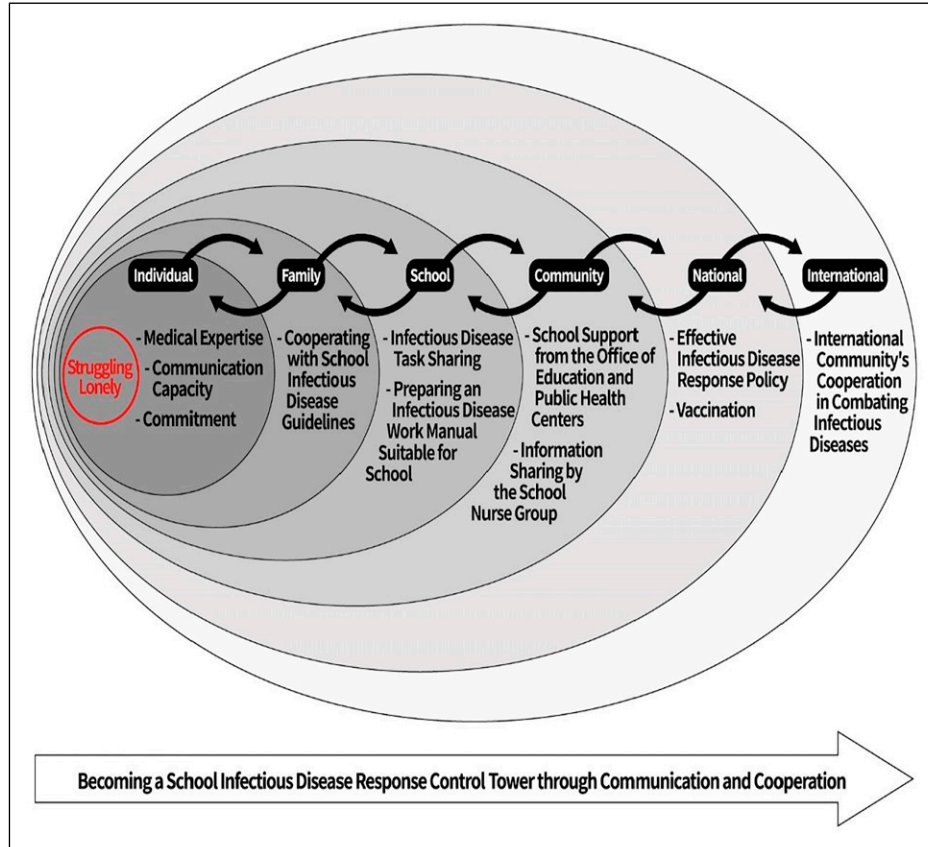 Individual
Family
School
Community
National
International
Struggling
Lonely
- Medical Expertise
- Communication
Capacity
- Commitment
- Cooperating
with School
Infectious
Disease
Guidelines
- Infectious Disease
Task Sharing
- Preparing an
Infectious Disease
Work Manual
Suitable for
School
- School Support
from the Office of
Education and
Public Health
Centers
- Information
Sharing by
the School
Nurse Group
- Effective
Infectious Disease
Response Policy
- Vaccination
- International
Community's
Cooperation
in Combating
Infectious
Diseases
Becoming a School Infectious Disease Response Control Tower through Communication and Cooperation